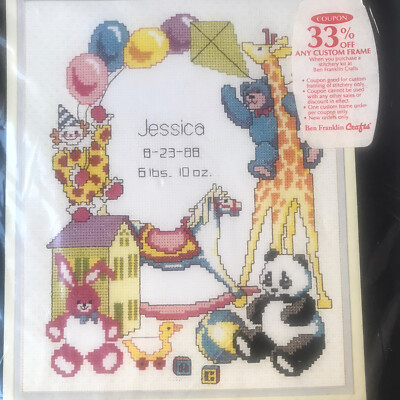 COUPON
33% OFF
ANY CUSTOM FRAME
When you purchase a
stitchery kit at
Ben Franklin Crafts.
• Coupon good for custom
framing of stitchery only.
• Coupon cannot be used
with any other sales or
discount in effect.
• One custom frame order
per coupon only.
• New orders only.
Ben Franklin Crafts
Jessica
8-23-88
6 lbs. 10 oz.